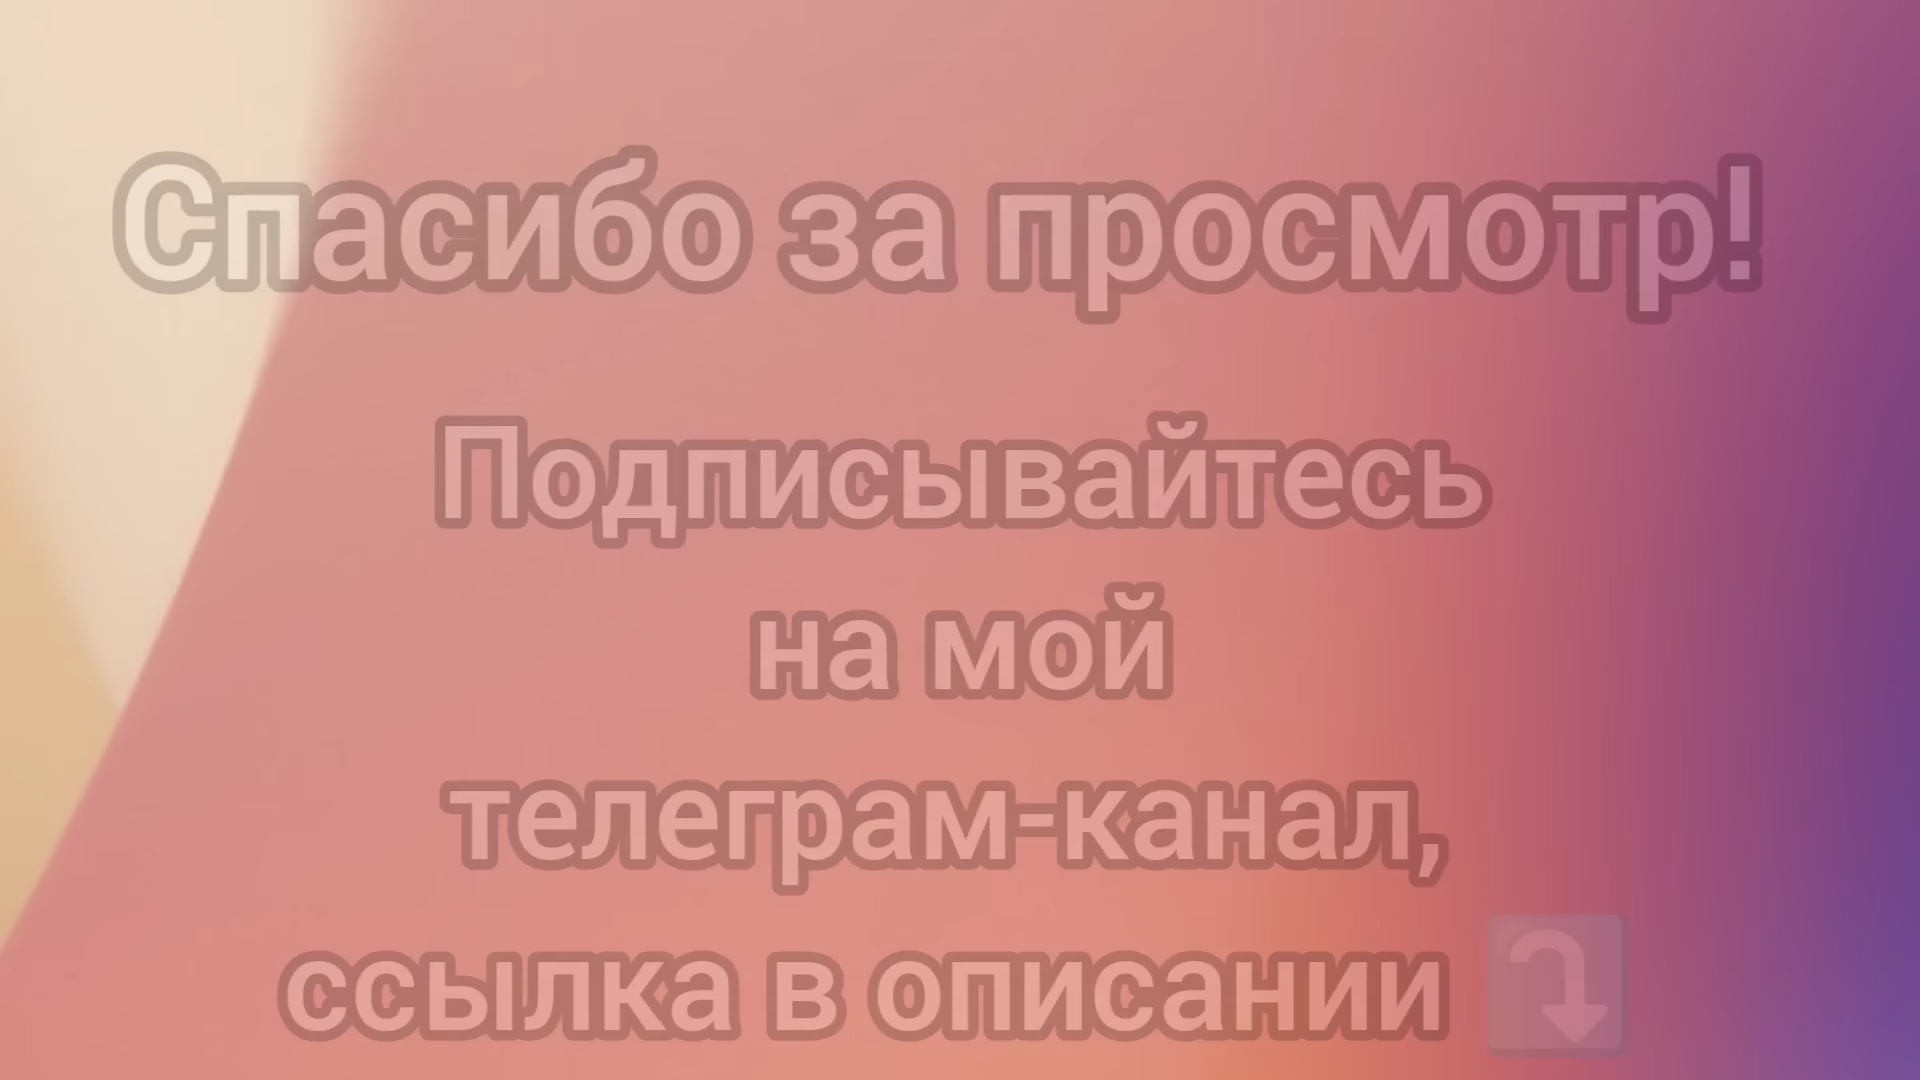 Спасибо за просмотр!
Подписывайтесь
на мой
телеграм-канал,
ссылка в описании ⤵️